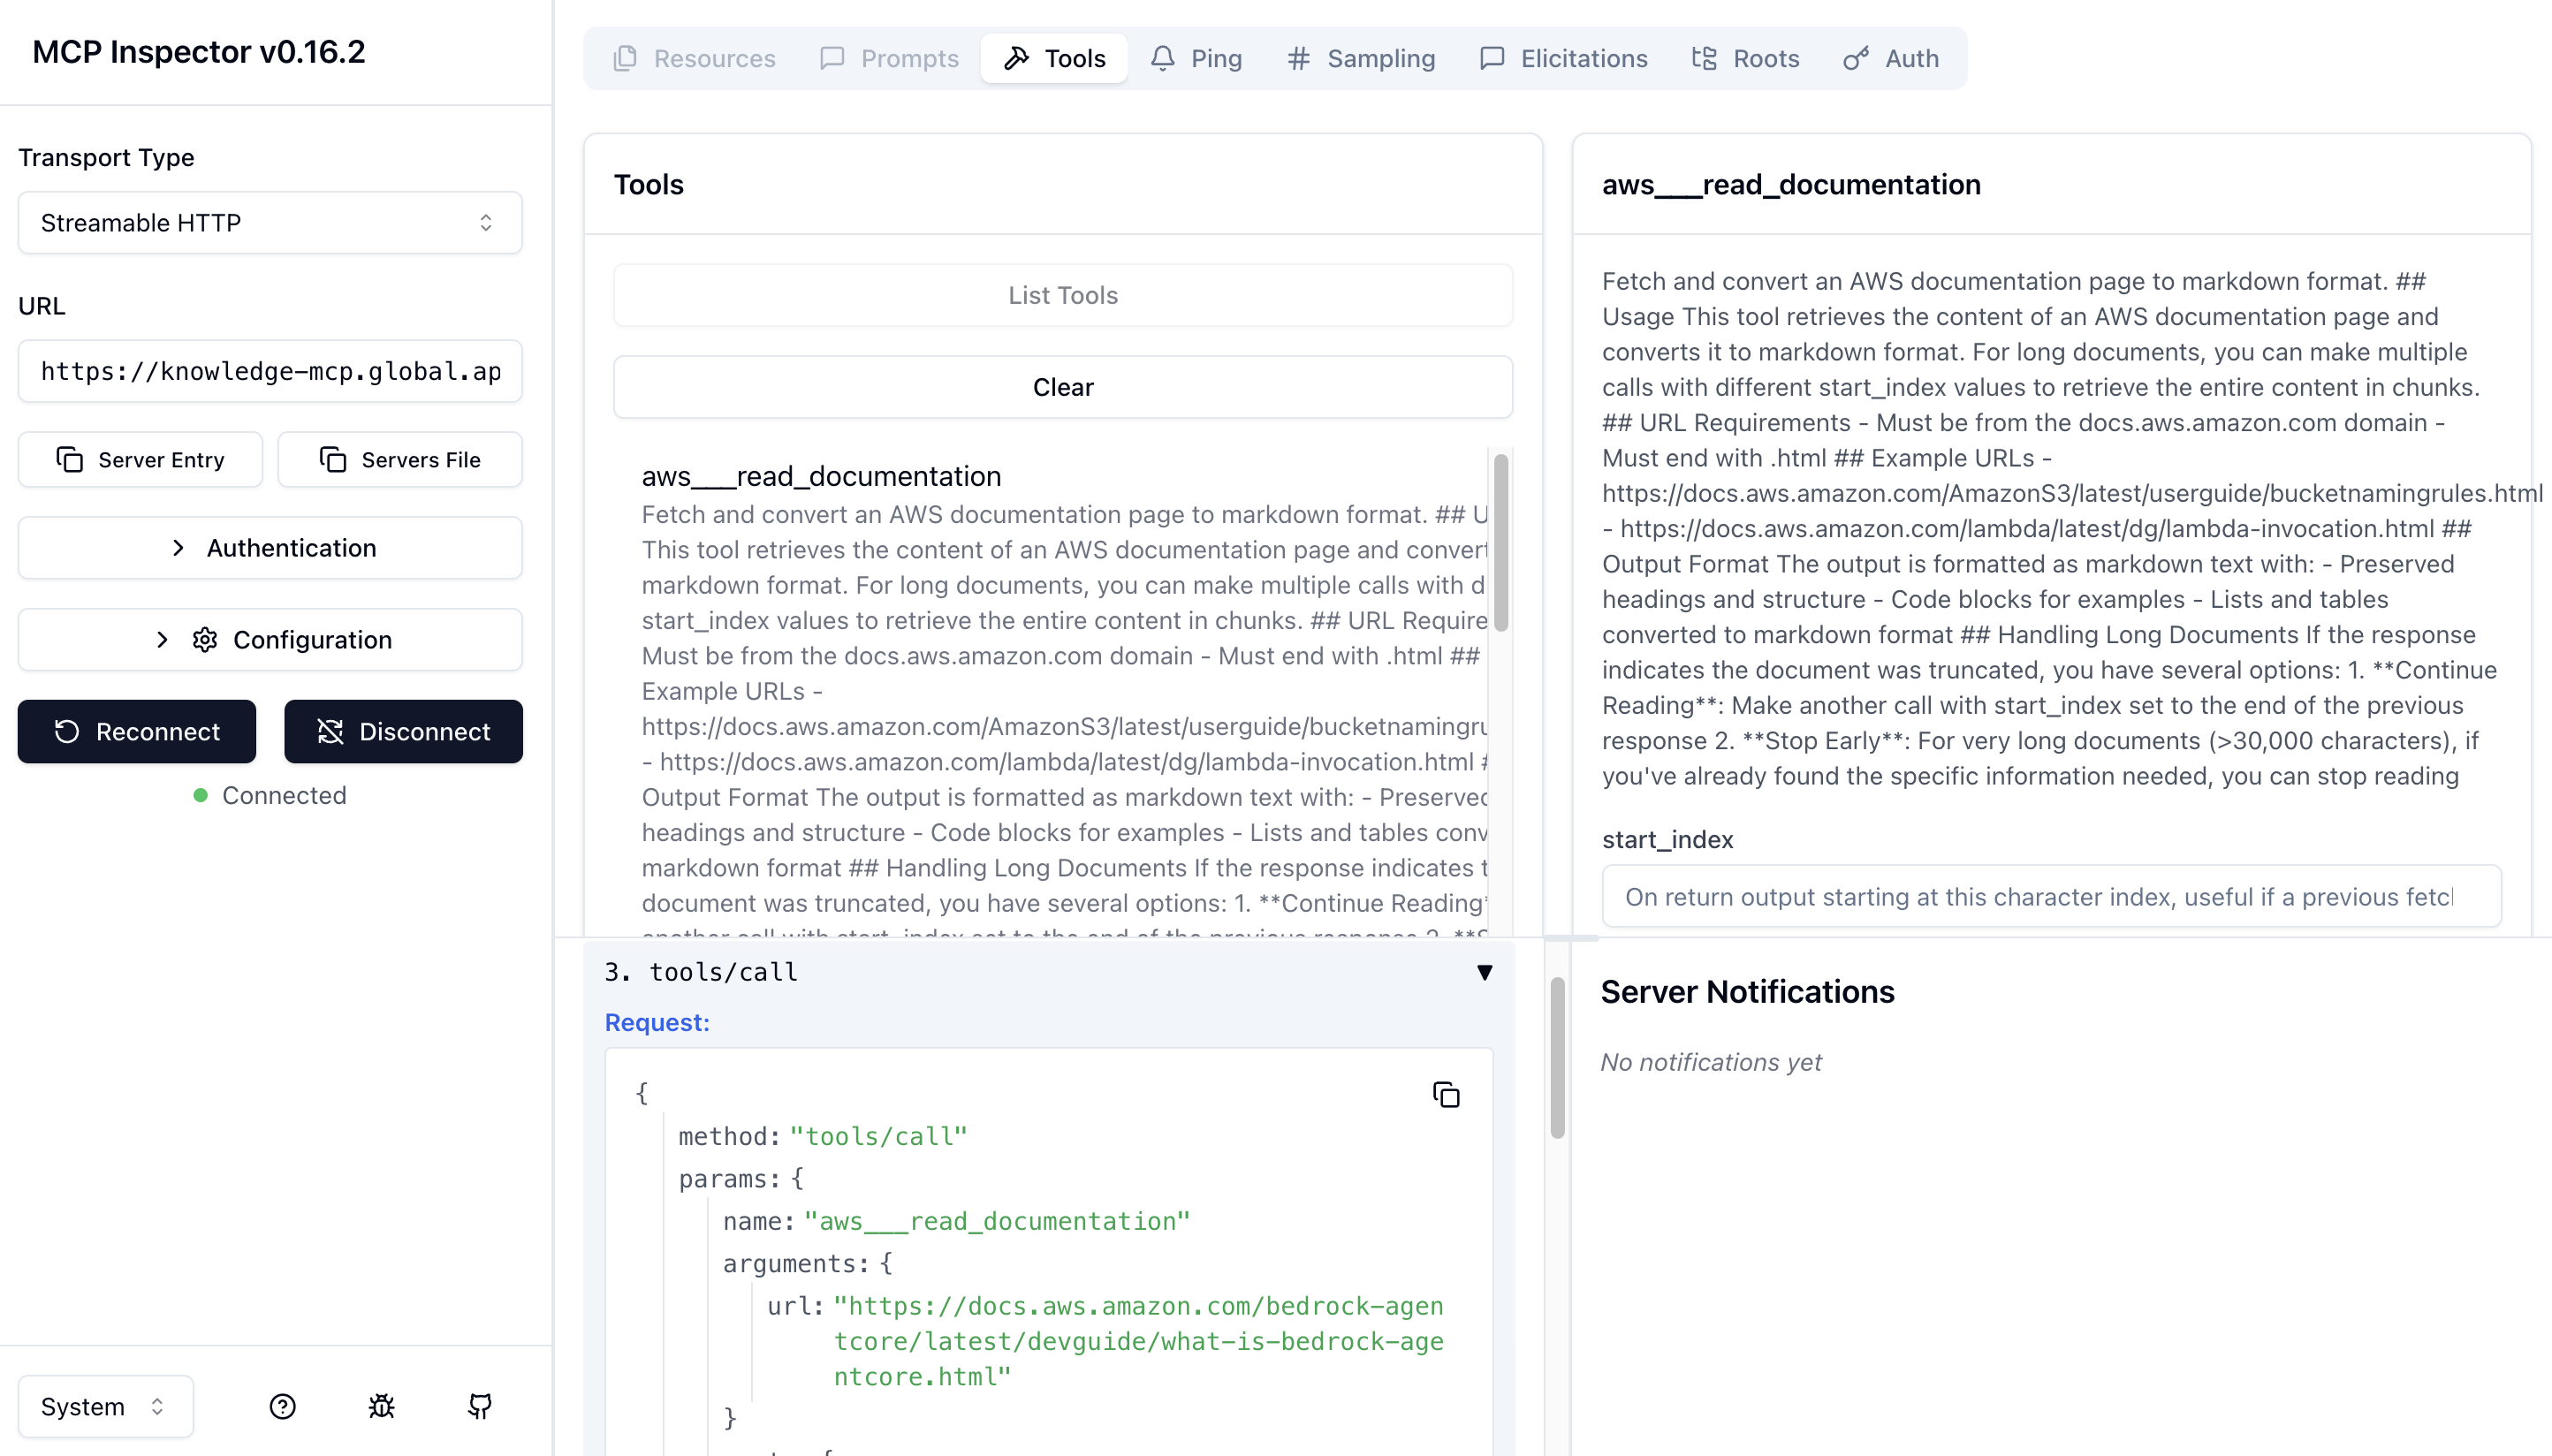 MCP Inspector v0.16.2
Transport Type
Streamable HTTP
URL
https://knowledge-mcp.global.ap
Server Entry
Servers File
Authentication
Configuration
Reconnect
Disconnect
Connected
System
Resources
Prompts
Tools
Ping
Sampling
Elicitations
Roots
Auth
Tools
List Tools
Clear
aws___read_documentation
Fetch and convert an AWS documentation page to markdown format. ## U
This tool retrieves the content of an AWS documentation page and convert
markdown format. For long documents, you can make multiple calls with d
start_index values to retrieve the entire content in chunks. ## URL Require
Must be from the docs.aws.amazon.com domain - Must end with .html ##
Example URLs -
https://docs.aws.amazon.com/AmazonS3/latest/userguide/bucketnamingru
- https://docs.aws.amazon.com/lambda/latest/dg/lambda-invocation.html #
Output Format The output is formatted as markdown text with: - Preserved
headings and structure - Code blocks for examples - Lists and tables conv
markdown format ## Handling Long Documents If the response indicates t
document was truncated, you have several options: 1. **Continue Reading*
another call with start_index set to the end of the previous response 2. **S
aws___read_documentation
Fetch and convert an AWS documentation page to markdown format. ##
Usage This tool retrieves the content of an AWS documentation page and
converts it to markdown format. For long documents, you can make multiple
calls with different start_index values to retrieve the entire content in chunks.
## URL Requirements - Must be from the docs.aws.amazon.com domain -
Must end with .html ## Example URLs -
https://docs.aws.amazon.com/AmazonS3/latest/userguide/bucketnamingrules.html
- https://docs.aws.amazon.com/lambda/latest/dg/lambda-invocation.html ##
Output Format The output is formatted as markdown text with: - Preserved
headings and structure - Code blocks for examples - Lists and tables
converted to markdown format ## Handling Long Documents If the response
indicates the document was truncated, you have several options: 1. **Continue
Reading**: Make another call with start_index set to the end of the previous
response 2. **Stop Early**: For very long documents (>30,000 characters), if
you've already found the specific information needed, you can stop reading
start_index
On return output starting at this character index, useful if a previous fetcl
3. tools/call
Request:
{
method: "tools/call"
params: {
name: "aws___read_documentation"
arguments: {
url: "https://docs.aws.amazon.com/bedrock-agen
tcore/latest/devguide/what-is-bedrock-age
ntcore.html"
}
Server Notifications
No notifications yet